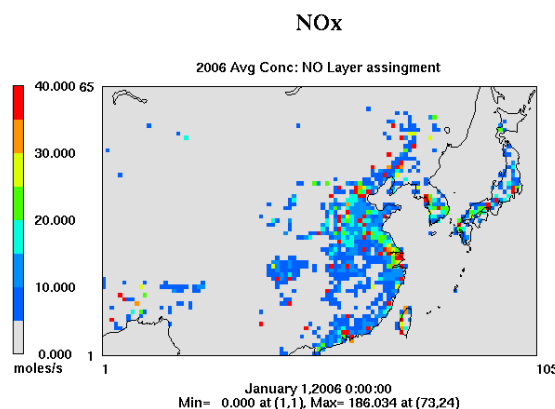 NOx
2006 Avg Conc: NO Layer assingment
40.000
30.000
20.000
10.000
0.000
moles/s
65
1
1
105
January 1,2006 0:00:00
Min= 0.000 at (1,1), Max= 186.034 at (73,24)